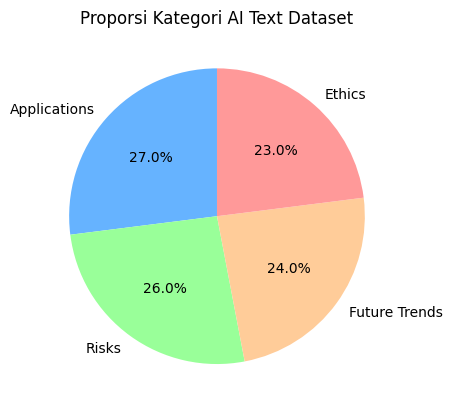 Proporsi Kategori AI Text Dataset
Applications
27.0%
Ethics
23.0%
Risks
26.0%
Future Trends
24.0%